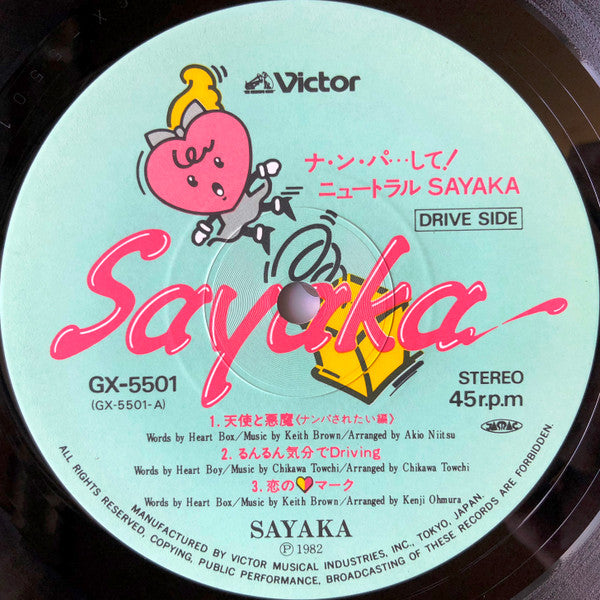 Victor
ナ・ン・パ…して!
ニュートラル SAYAKA
DRIVE SIDE
Sayaka
GX-5501
(GX-5501-A)
STEREO
45r.p.m
JASRAC
1. 天使と悪魔〈ナンパされたい編〉
Words by Heart Box/Music by Keith Brown/Arranged by Akio Niitsu
2. るんるん気分でDriving
Words by Heart Boy/Music by Chikawa Towchi/Arranged by Chikawa Towchi
3. 恋の マーク
Words by Heart Box/Music by Keith Brown/Arranged by Kenji Ohmura
SAYAKA
Ⓟ1982
MANUFACTURED BY VICTOR MUSICAL INDUSTRIES, INC., TOKYO, JAPAN.
ALL RIGHTS RESERVED, COPYING, PUBLIC PERFORMANCE, BROADCASTING OF THESE RECORDS ARE FORBIDDEN.